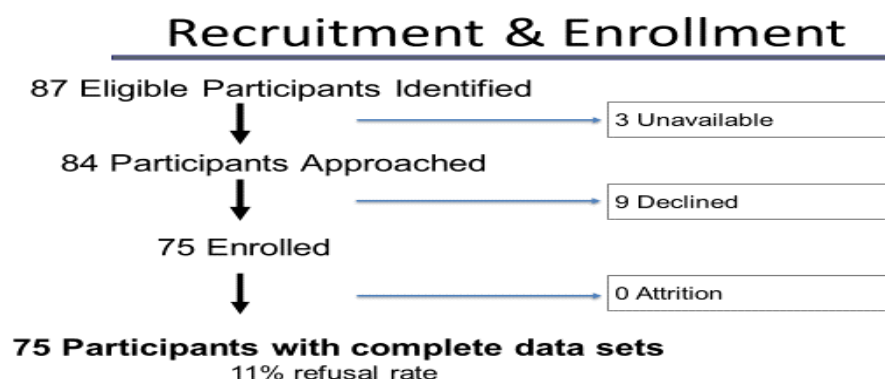 Recruitment & Enrollment
87 Eligible Participants Identified
3 Unavailable
84 Participants Approached
9 Declined
75 Enrolled
0 Attrition
75 Participants with complete data sets
11% refusal rate